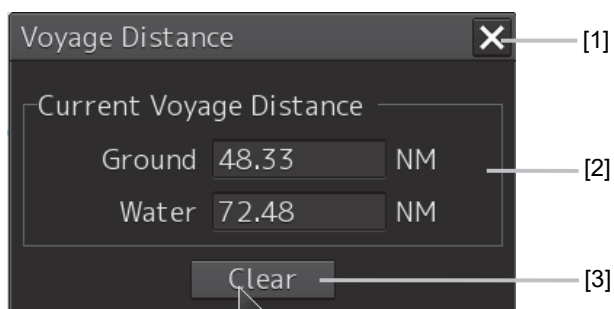 Voyage Distance
[1]
Current Voyage Distance
Ground 48.33 NM
[2]
Water 72.48 NM
Clear
[3]